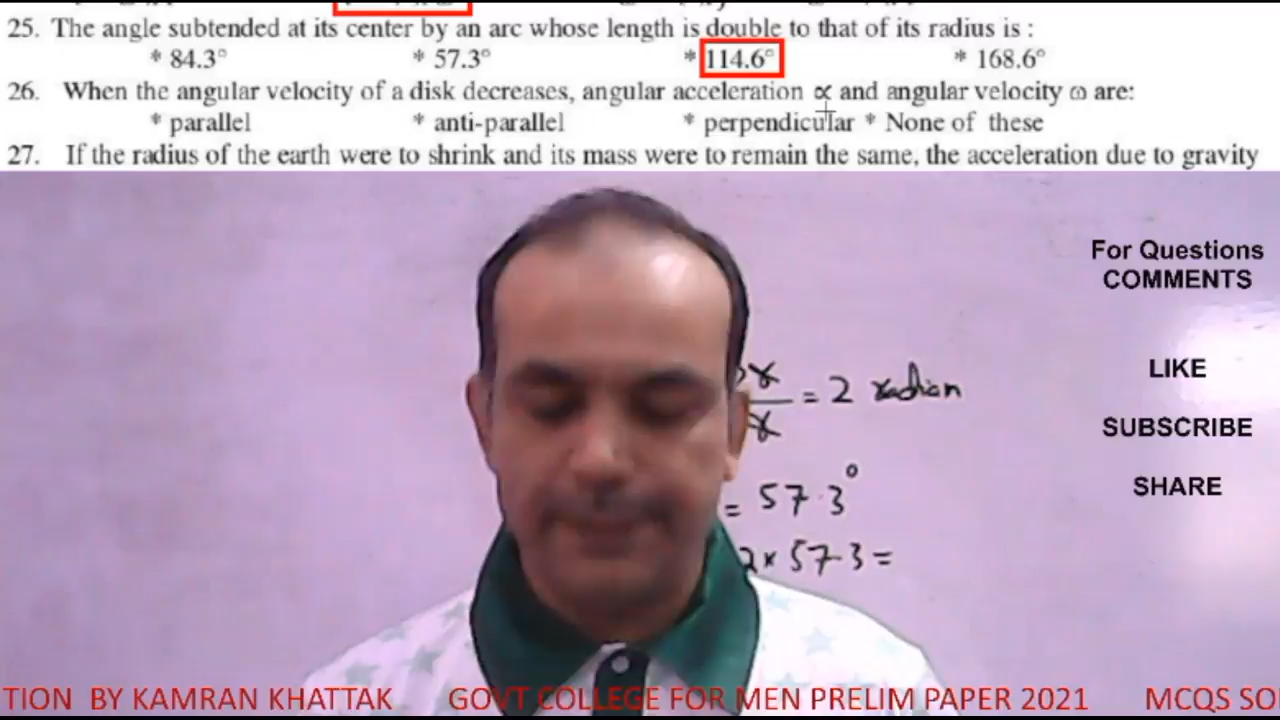 25. The angle subtended at its center by an arc whose length is double to that of its radius is :
* 84.3° * 57.3° * 114.6° * 168.6°
26. When the angular velocity of a disk decreases, angular acceleration ∝ and angular velocity ω are:
* parallel * anti-parallel * perpendicular * None of these
27. If the radius of the earth were to shrink and its mass were to remain the same, the acceleration due to gravity
For Questions
COMMENTS
LIKE
SUBSCRIBE
SHARE
= 2 radian
= 57.3°
2 × 57.3 =
TION BY KAMRAN KHATTAK GOVT COLLEGE FOR MEN PRELIM PAPER 2021 MCQS SO